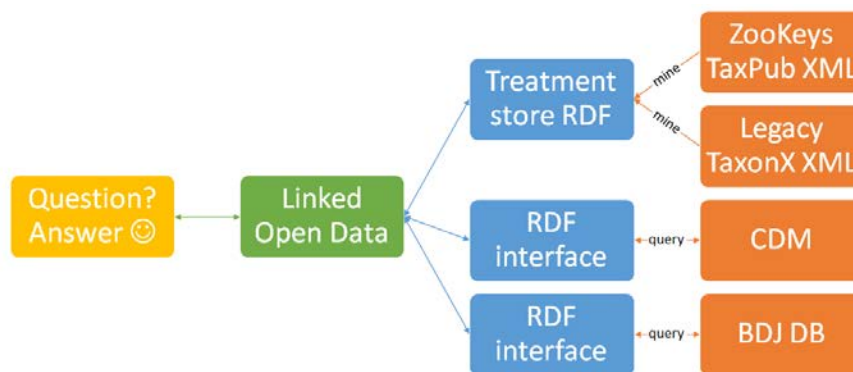 Question?
Answer ☺
Linked
Open Data
Treatment
store RDF
mine
ZooKeys
TaxPub XML
mine
Legacy
TaxonX XML
RDF
interface
query
CDM
RDF
interface
query
BDJ DB